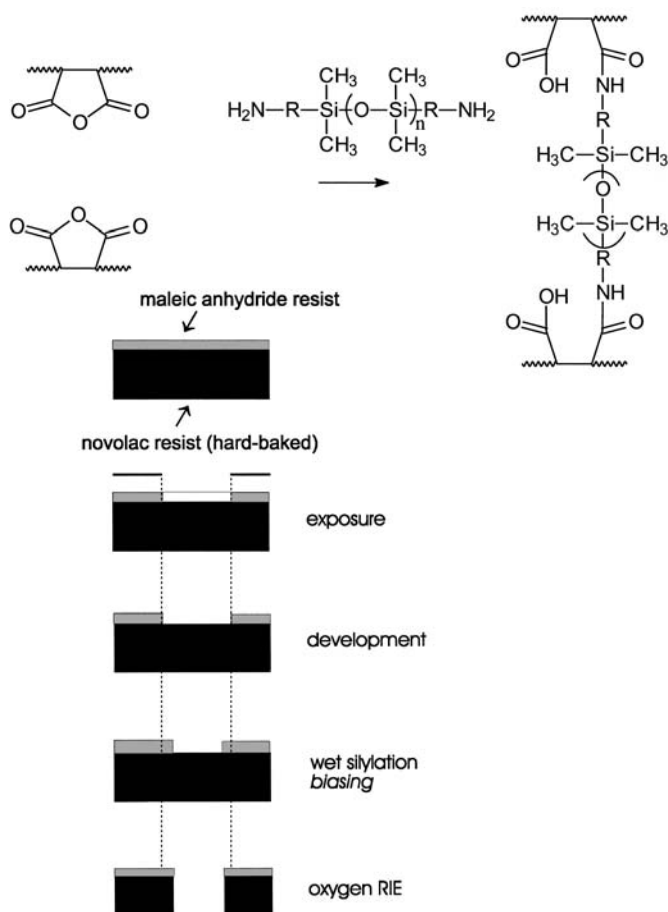 O O O
H₂N—R—Si(O—Si)R—NH₂
CH₃ CH₃
CH₃ CH₃
n
O OH O
NH
R
H₃C—Si—CH₃
O
H₃C—Si—CH₃
R
OH NH
O O
O O O
maleic anhydride resist
novolac resist (hard-baked)
exposure
development
wet silylation
biasing
oxygen RIE